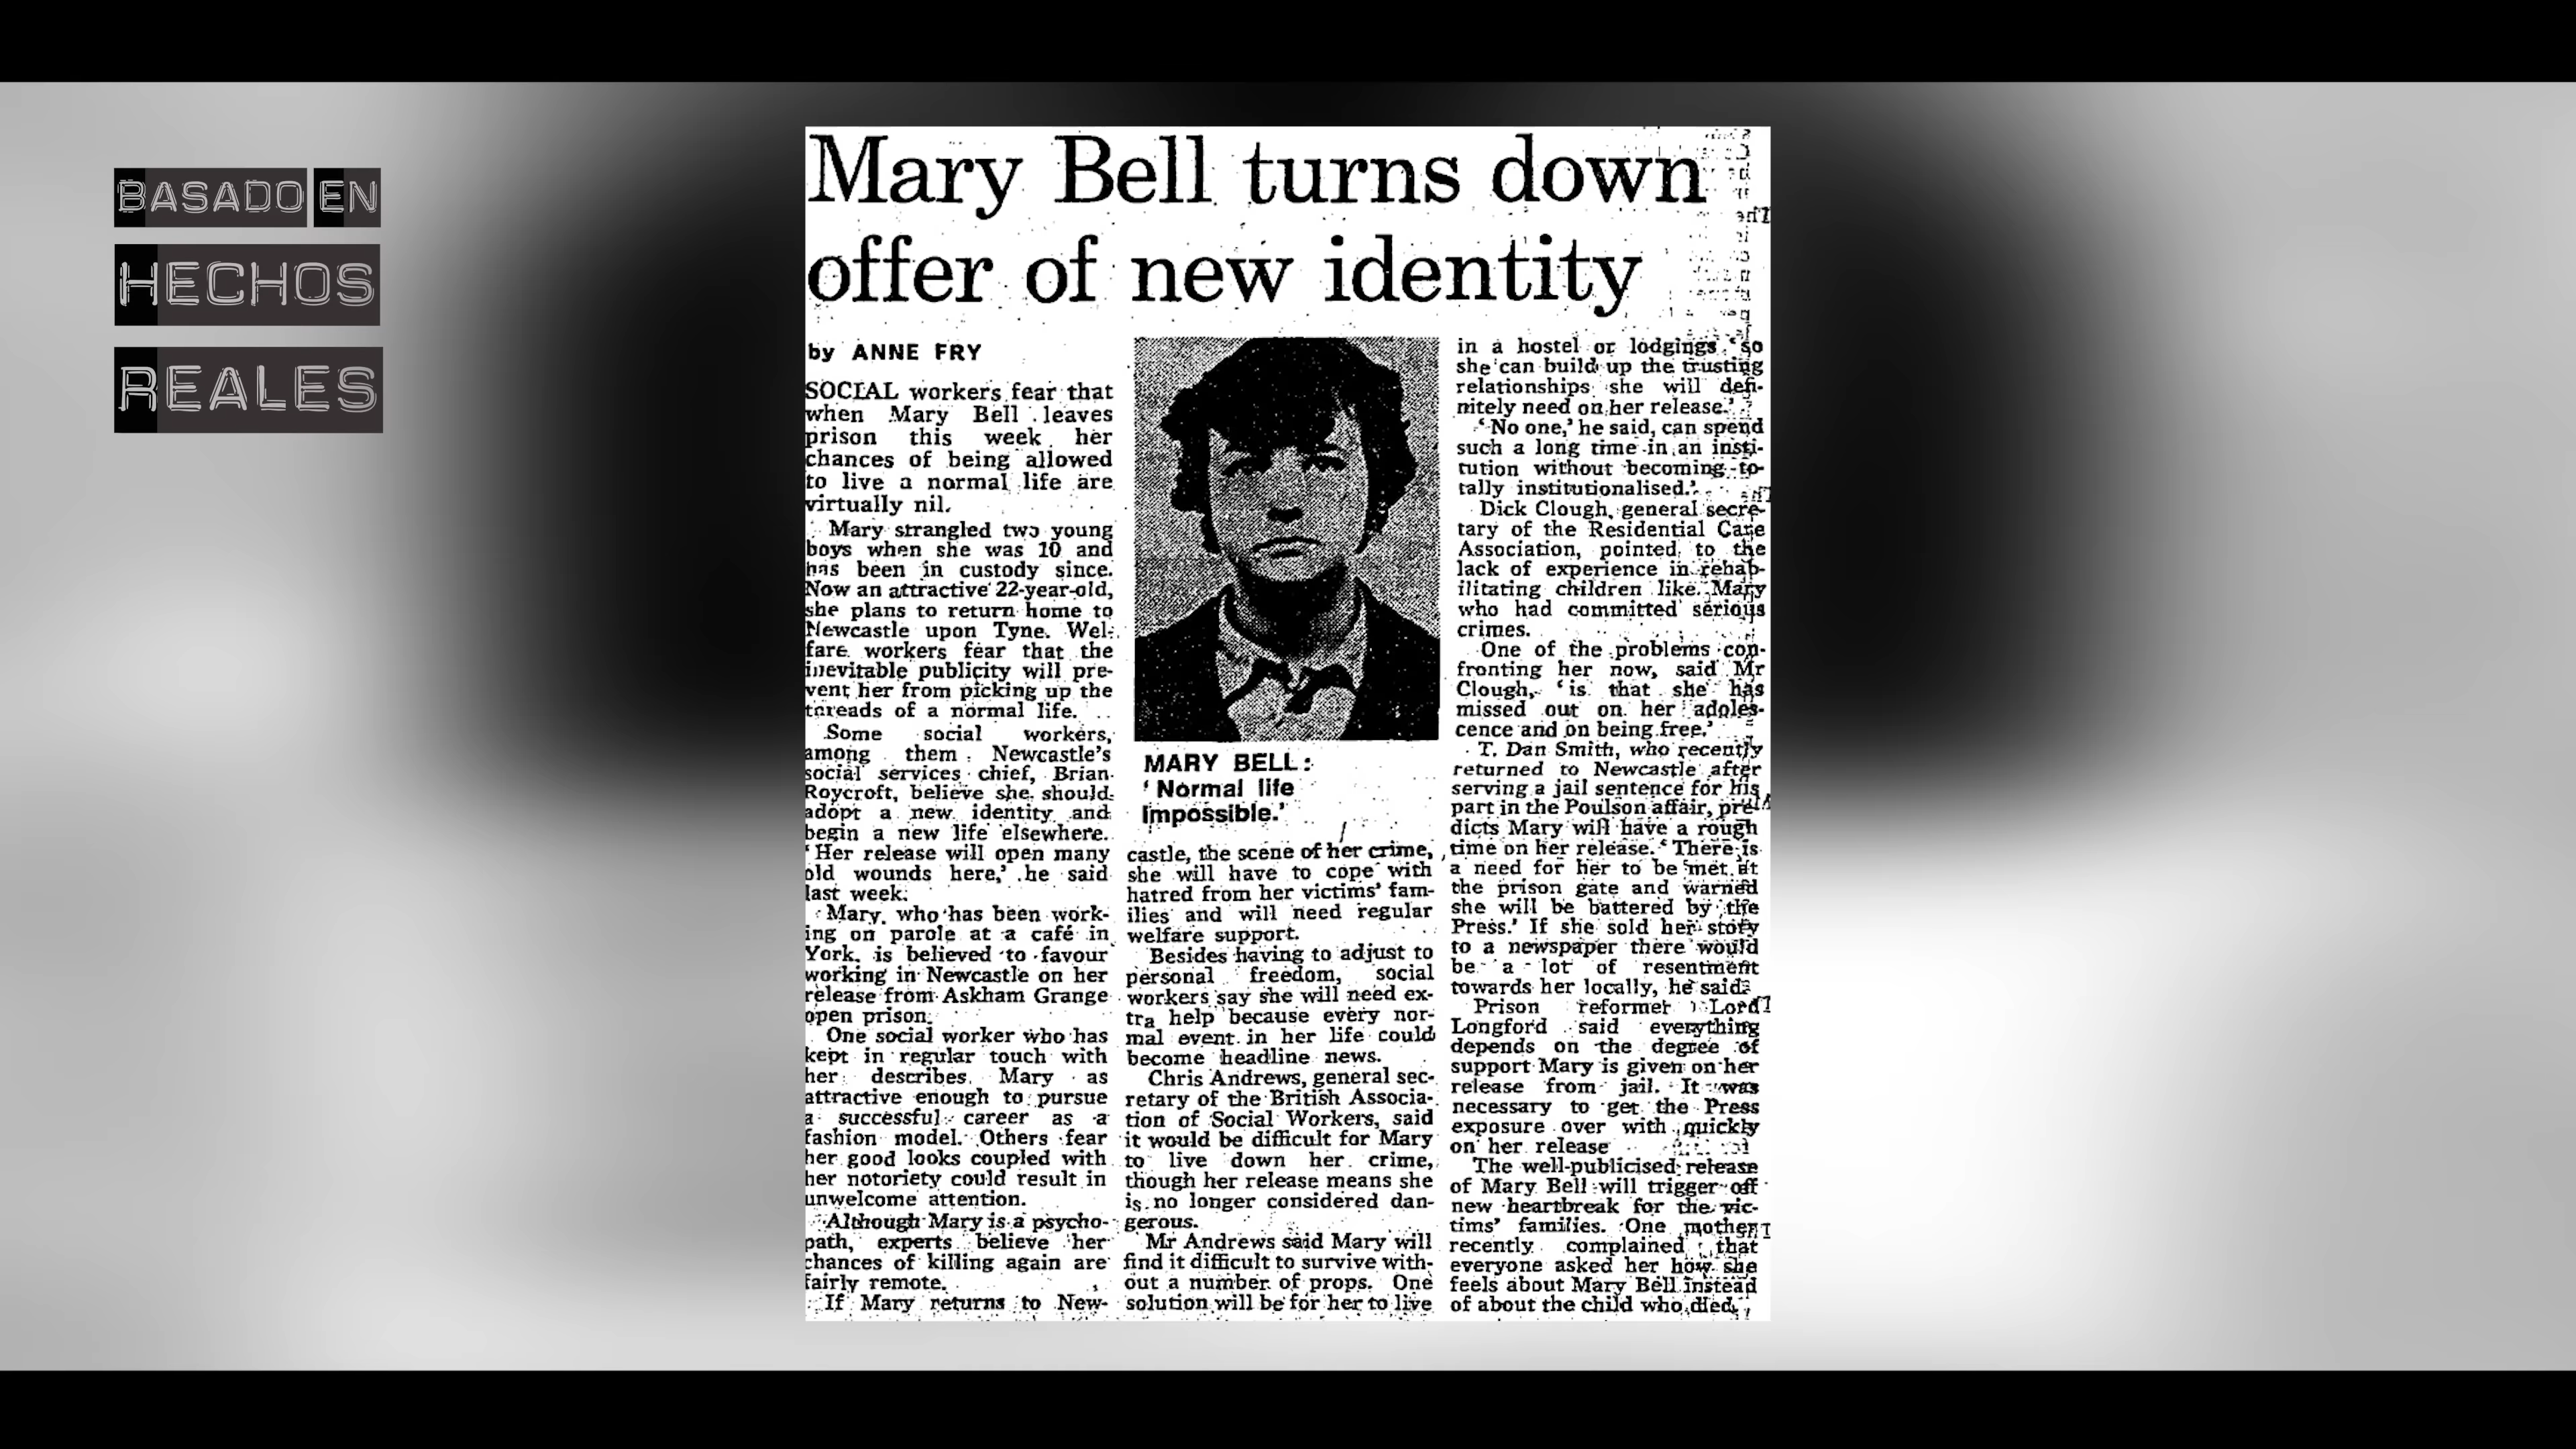 BASADO EN
HECHOS
REALES
Mary Bell turns down
offer of new identity
by ANNE FRY
SOCIAL workers fear that
when Mary Bell leaves
prison this week her
chances of being allowed
to live a normal life are
virtually nil.
Mary strangled two young
boys when she was 10 and
has been in custody since.
Now an attractive 22-year-old,
she plans to return home to
Newcastle upon Tyne. Wel-
fare workers fear that the
inevitable publicity will pre-
vent her from picking up the
threads of a normal life.
Some social workers,
among them Newcastle's
social services chief, Brian
Roycroft, believe she should
adopt a new identity and
begin a new life elsewhere.
'Her release will open many
old wounds here,' he said
last week.
Mary, who has been work-
ing on parole at a café in
York, is believed to favour
working in Newcastle on her
release from Askham Grange
open prison.
One social worker who has
kept in regular touch with
her describes Mary as
attractive enough to pursue
a successful career as a
fashion model. Others fear
her good looks coupled with
her notoriety could result in
unwelcome attention.
Although Mary is a psycho-
path, experts believe her
chances of killing again are
fairly remote.
If Mary returns to New-
MARY BELL:
'Normal life
impossible.'
castle, the scene of her crime,
she will have to cope with
hatred from her victims' fam-
ilies and will need regular
welfare support.
Besides having to adjust to
personal freedom, social
workers say she will need ex-
tra help because every nor-
mal event in her life could
become headline news.
Chris Andrews, general sec-
retary of the British Associa-
tion of Social Workers, said
it would be difficult for Mary
to live down her crime,
though her release means she
is no longer considered dan-
gerous.
Mr Andrews said Mary will
find it difficult to survive with-
out a number of props. One
solution will be for her to live
in a hostel or lodgings 'so
she can build up the trusting
relationships she will defi-
nitely need on her release.'
'No one,' he said, can spend
such a long time in an insti-
tution without becoming to-
tally institutionalised.'
Dick Clough, general secre-
tary of the Residential Care
Association, pointed to the
lack of experience in rehab-
ilitating children like Mary
who had committed serious
crimes.
One of the problems con-
fronting her now, said Mr
Clough, 'is that she has
missed out on her adoles-
cence and on being free.'
T. Dan Smith, who recently
returned to Newcastle after
serving a jail sentence for his
part in the Poulson affair, pre-
dicts Mary will have a rough
time on her release. 'There is
a need for her to be met at
the prison gate and warned
she will be battered by the
Press.' If she sold her story
to a newspaper there would
be a lot of resentment
towards her locally, he said.
Prison reformer Lord
Longford said everything
depends on the degree of
support Mary is given on her
release from jail. It was
necessary to get the Press
exposure over with quickly
on her release
The well-publicised release
of Mary Bell will trigger off
new heartbreak for the vic-
tims' families. One mother
recently complained that
everyone asked her how she
feels about Mary Bell instead
of about the child who died.